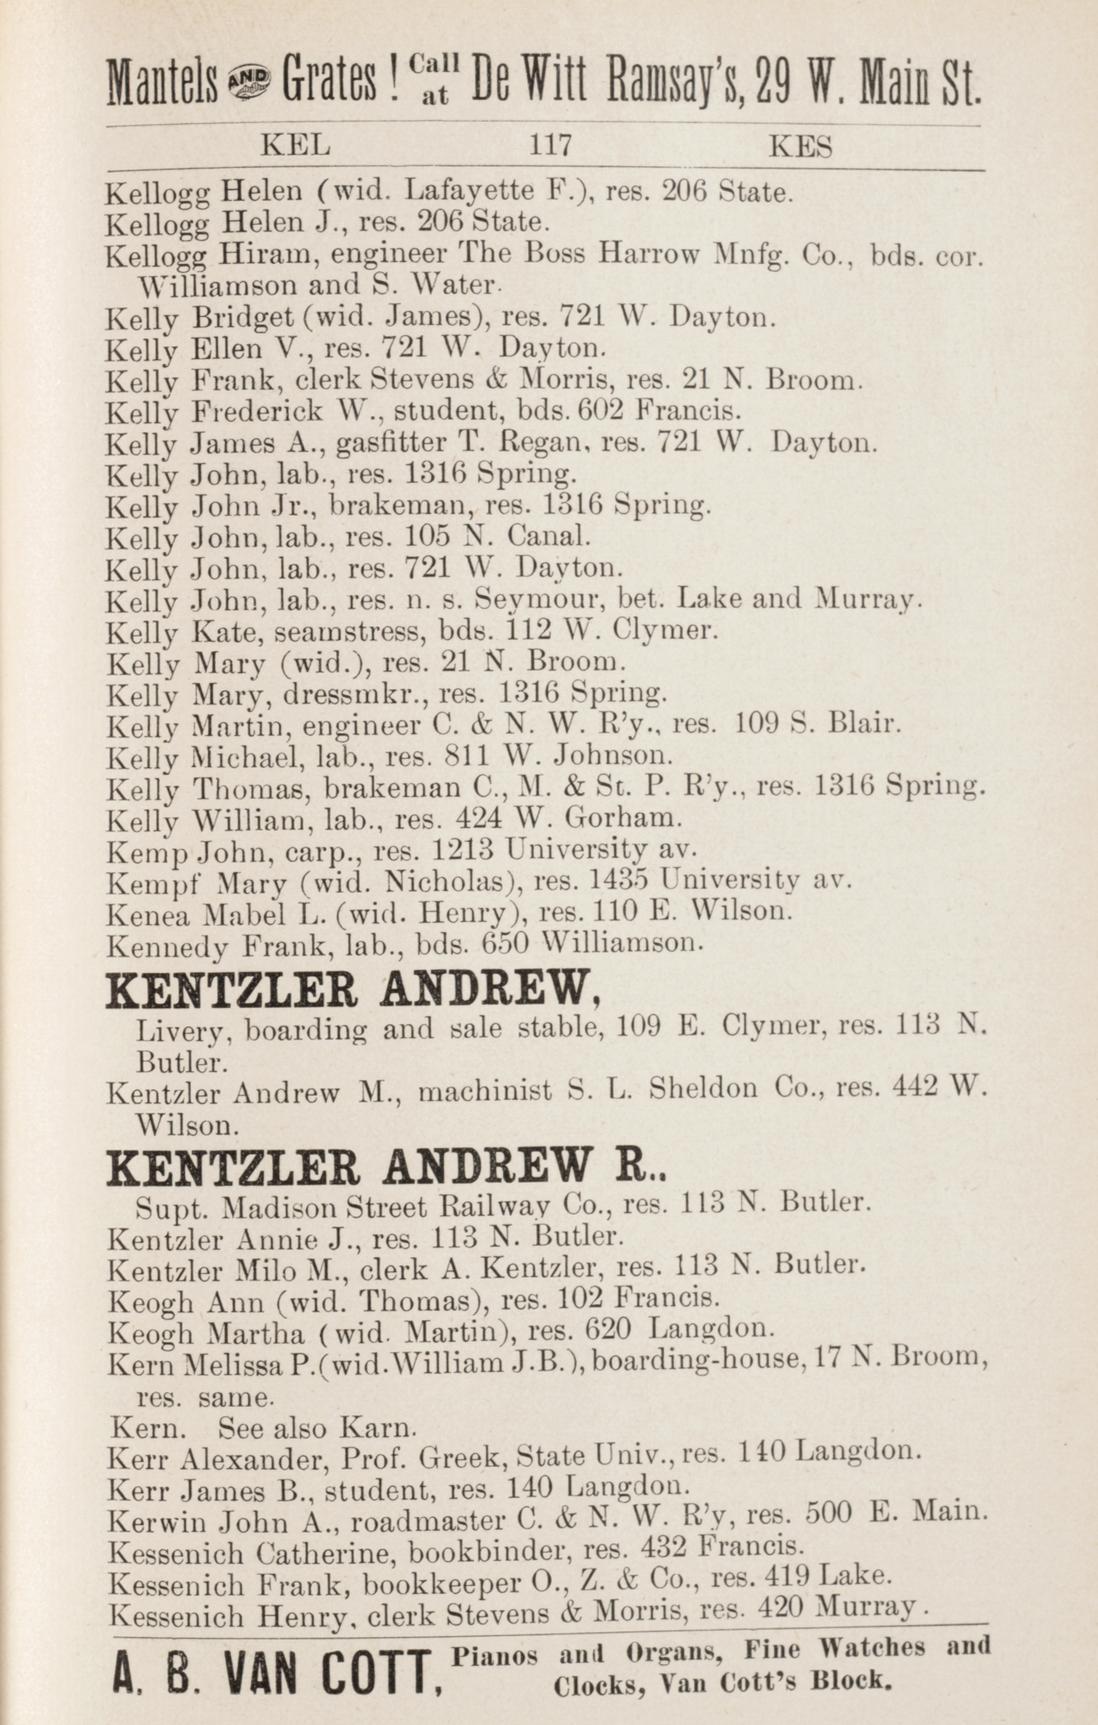 Mantels AND Grates! Call at De Witt Ramsay's, 29 W. Main St.
KEL 117 KES
Kellogg Helen (wid. Lafayette F.), res. 206 State.
Kellogg Helen J., res. 206 State.
Kellogg Hiram, engineer The Boss Harrow Mnfg. Co., bds. cor.
Williamson and S. Water.
Kelly Bridget (wid. James), res. 721 W. Dayton.
Kelly Ellen V., res. 721 W. Dayton.
Kelly Frank, clerk Stevens & Morris, res. 21 N. Broom.
Kelly Frederick W., student, bds. 602 Francis.
Kelly James A., gasfitter T. Regan, res. 721 W. Dayton.
Kelly John, lab., res. 1316 Spring.
Kelly John Jr., brakeman, res. 1316 Spring.
Kelly John, lab., res. 105 N. Canal.
Kelly John, lab., res. 721 W. Dayton.
Kelly John, lab., res. n. s. Seymour, bet. Lake and Murray.
Kelly Kate, seamstress, bds. 112 W. Clymer.
Kelly Mary (wid.), res. 21 N. Broom.
Kelly Mary, dressmkr., res. 1316 Spring.
Kelly Martin, engineer C. & N. W. R'y., res. 109 S. Blair.
Kelly Michael, lab., res. 811 W. Johnson.
Kelly Thomas, brakeman C., M. & St. P. R'y., res. 1316 Spring.
Kelly William, lab., res. 424 W. Gorham.
Kemp John, carp., res. 1213 University av.
Kempf Mary (wid. Nicholas), res. 1435 University av.
Kenea Mabel L. (wid. Henry), res. 110 E. Wilson.
Kennedy Frank, lab., bds. 650 Williamson.
KENTZLER ANDREW,
Livery, boarding and sale stable, 109 E. Clymer, res. 113 N.
Butler.
Kentzler Andrew M., machinist S. L. Sheldon Co., res. 442 W.
Wilson.
KENTZLER ANDREW R..
Supt. Madison Street Railway Co., res. 113 N. Butler.
Kentzler Annie J., res. 113 N. Butler.
Kentzler Milo M., clerk A. Kentzler, res. 113 N. Butler.
Keogh Ann (wid. Thomas), res. 102 Francis.
Keogh Martha (wid. Martin), res. 620 Langdon.
Kern Melissa P. (wid. William J.B.), boarding-house, 17 N. Broom,
res. same.
Kern. See also Karn.
Kerr Alexander, Prof. Greek, State Univ., res. 140 Langdon.
Kerr James B., student, res. 140 Langdon.
Kerwin John A., roadmaster C. & N. W. R'y, res. 500 E. Main.
Kessenich Catherine, bookbinder, res. 432 Francis.
Kessenich Frank, bookkeeper O., Z. & Co., res. 419 Lake.
Kessenich Henry, clerk Stevens & Morris, res. 420 Murray.
A. B. VAN COTT, Pianos and Organs, Fine Watches and
Clocks, Van Cott's Block.